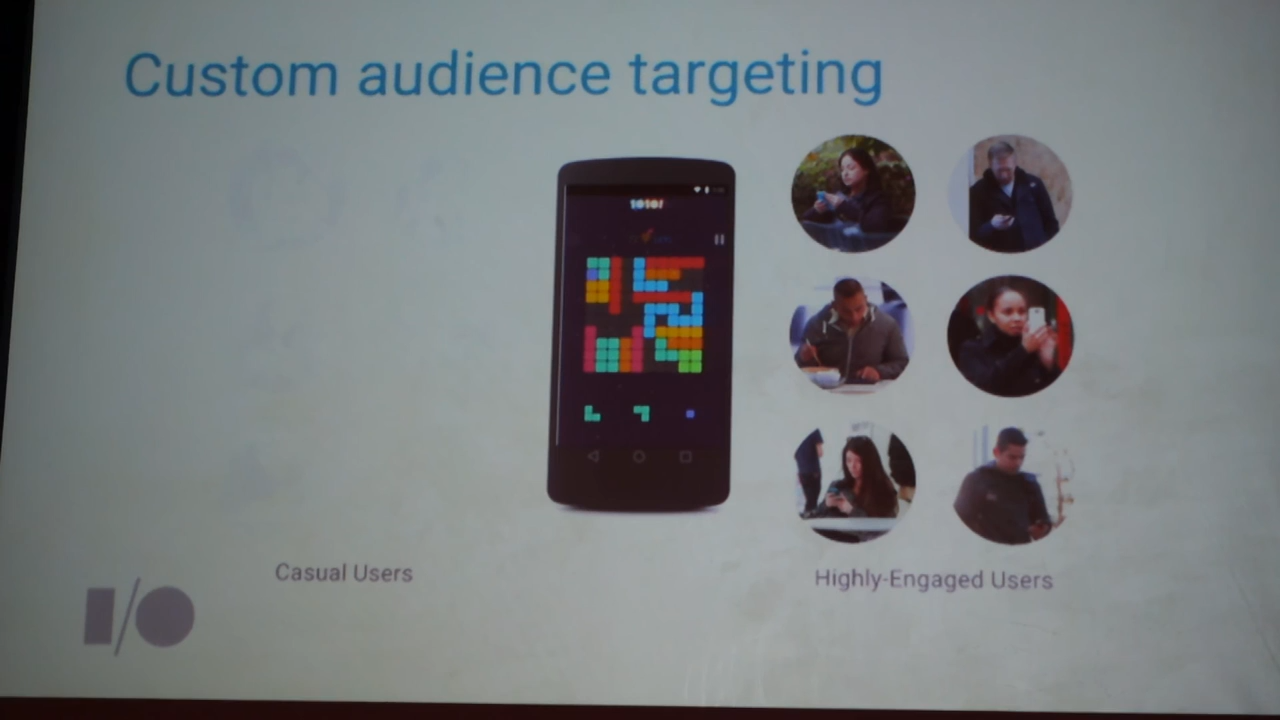 Custom audience targeting
1010!
Casual Users
Highly-Engaged Users
I/O